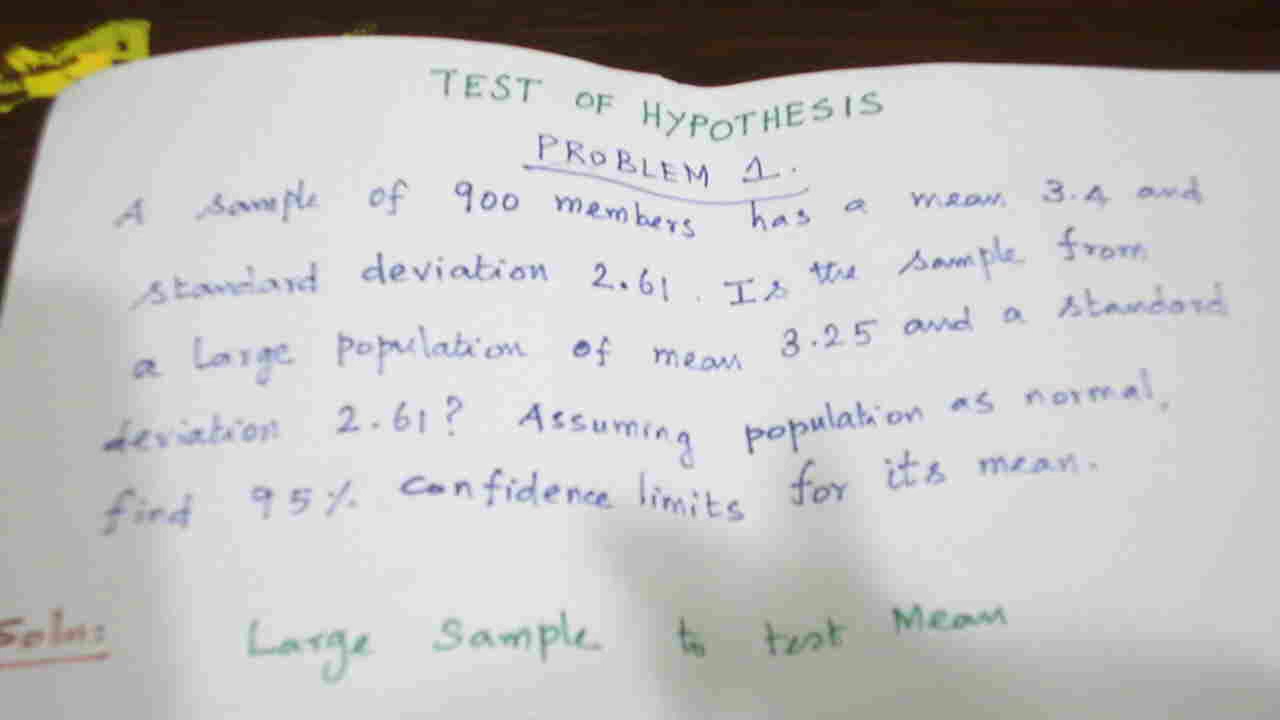 TEST OF HYPOTHESIS
PROBLEM 1.
A sample of 900 members has a mean 3.4 and
standard deviation 2.61. Is the sample from
a large population of mean 3.25 and a standard
deviation 2.61? Assuming population as normal,
find 95% confidence limits for its mean.
Soln: Large Sample to test Mean